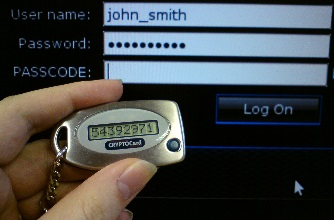 User name: john_smith
Password: ••••••••••
PASSCODE:
54392971
CRYPTOCard
Log On